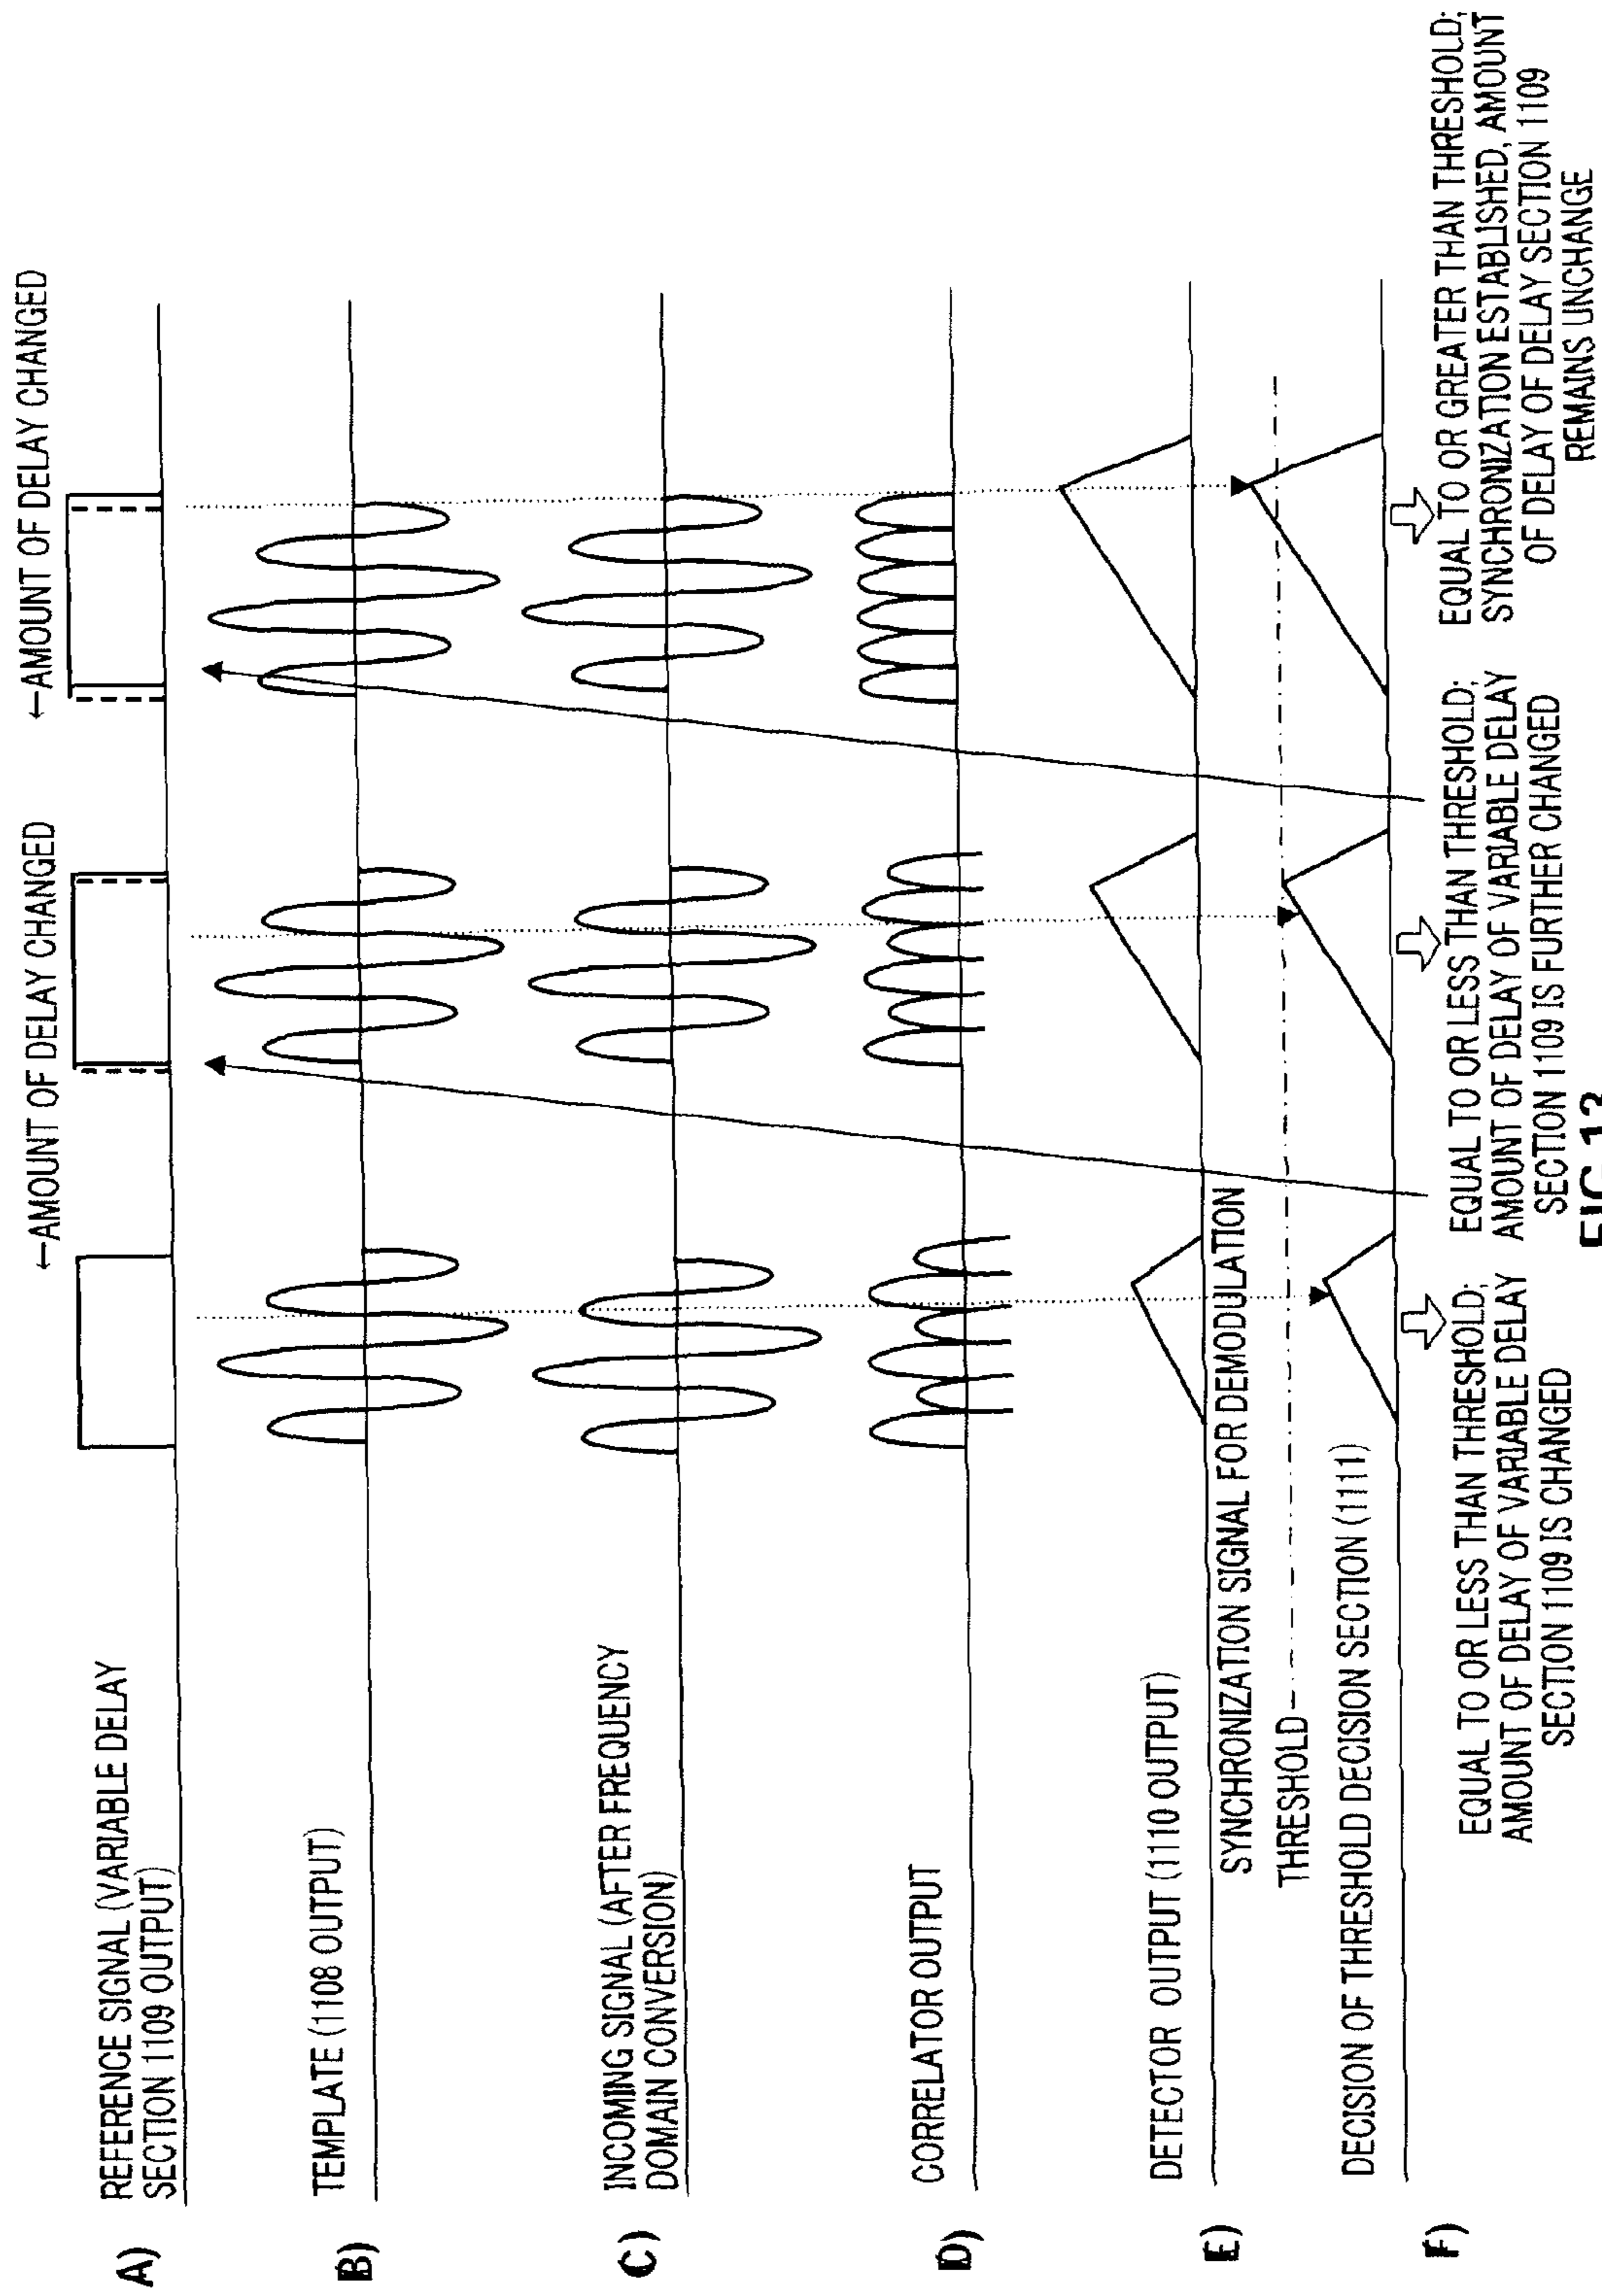 ←AMOUNT OF DELAY CHANGED
←AMOUNT OF DELAY CHANGED
A)
REFERENCE SIGNAL (VARIABLE DELAY
SECTION 1109 OUTPUT)
B)
TEMPLATE (1108 OUTPUT)
C)
INCOMING SIGNAL (AFTER FREQUENCY
DOMAIN CONVERSION)
D)
CORRELATOR OUTPUT
E)
DETECTOR OUTPUT (1110 OUTPUT)
SYNCHRONIZATION SIGNAL FOR DEMODULATION
THRESHOLD
F)
DECISION OF THRESHOLD DECISION SECTION (1111)
EQUAL TO OR LESS THAN THRESHOLD;
AMOUNT OF DELAY OF VARIABLE DELAY
SECTION 1109 IS CHANGED
EQUAL TO OR LESS THAN THRESHOLD;
AMOUNT OF DELAY OF VARIABLE DELAY
SECTION 1109 IS FURTHER CHANGED
EQUAL TO OR GREATER THAN THRESHOLD;
SYNCHRONIZATION ESTABLISHED, AMOUNT
OF DELAY OF DELAY SECTION 1109
REMAINS UNCHANGE